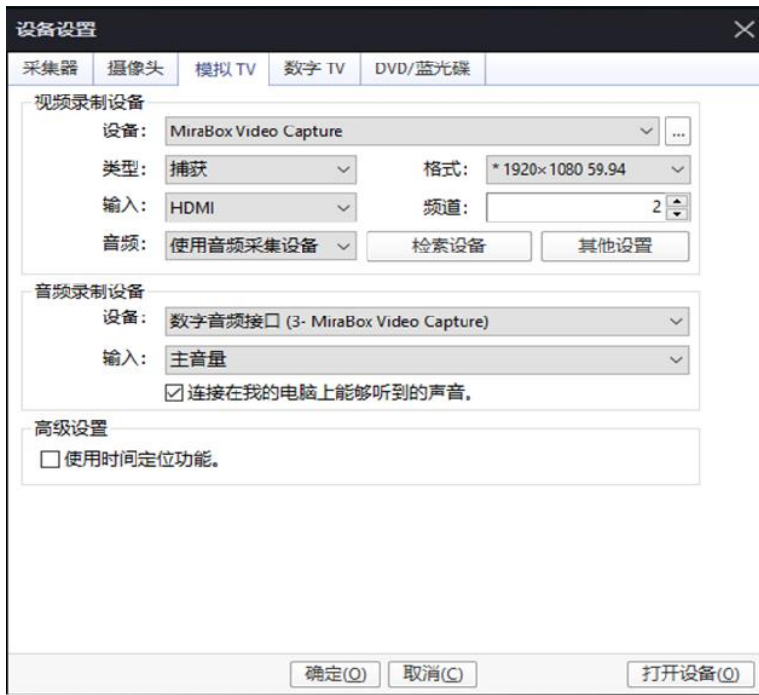 设备设置
采集器 摄像头 模拟 TV 数字 TV DVD/蓝光碟
视频录制设备
设备: MiraBox Video Capture ...
类型: 捕获 格式: * 1920×1080 59.94
输入: HDMI 频道: 2
音频: 使用音频采集设备 检索设备 其他设置
音频录制设备
设备: 数字音频接口 (3- MiraBox Video Capture)
输入: 主音量
连接在我的电脑上能够听到的声音。
高级设置
使用时间定位功能。
确定(O) 取消(C) 打开设备(O)